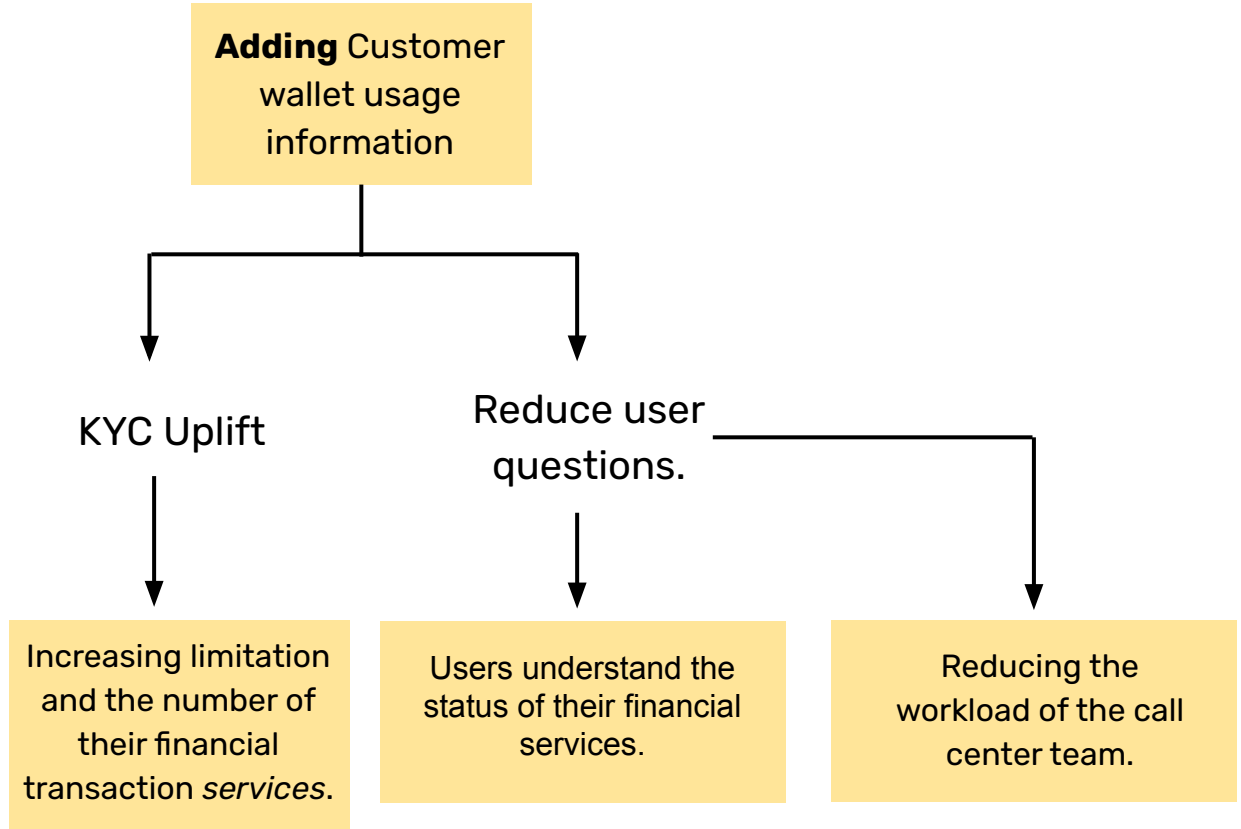 Adding Customer
wallet usage
information
KYC Uplift
Reduce user
questions.
Increasing limitation
and the number of
their financial
transaction services.
Users understand the
status of their financial
services.
Reducing the
workload of the call
center team.